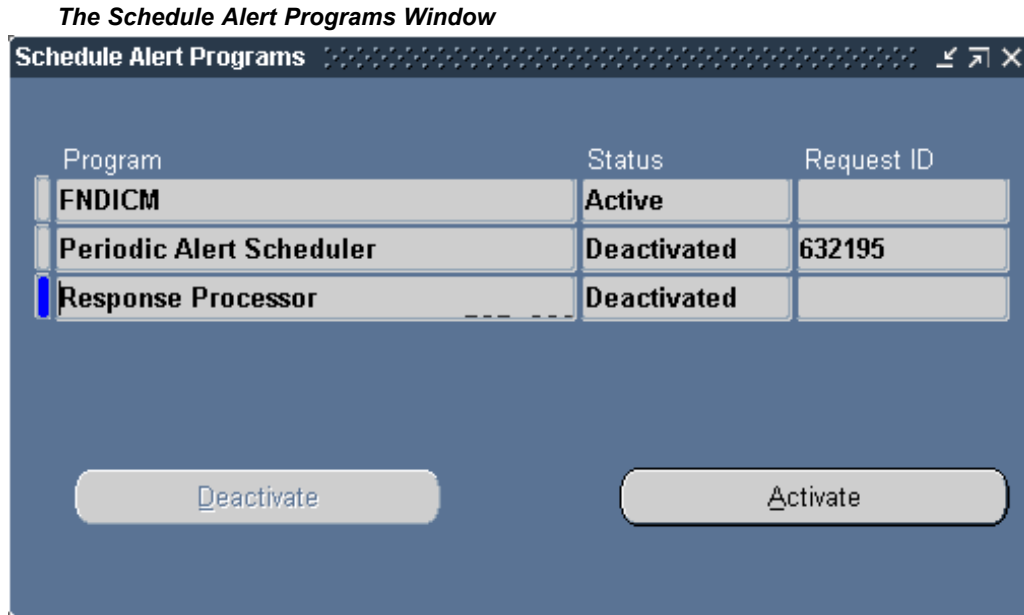 The Schedule Alert Programs Window
Schedule Alert Programs
Program Status Request ID
FNDICM Active
Periodic Alert Scheduler Deactivated 632195
Response Processor Deactivated
Deactivate Activate